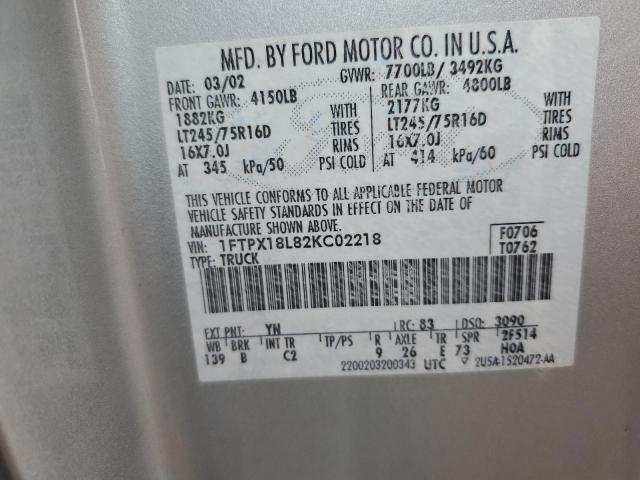 MFD. BY FORD MOTOR CO. IN U.S.A.
DATE: 03/02 GVWR: 7700LB/ 3492KG
FRONT GAWR: 4150LB REAR GAWR: 4800LB
1882KG WITH 2177KG WITH
LT245/75R16D TIRES LT245/75R16D TIRES
16X7.0J RIMS 16X7.0J RIMS
AT 345 kPa/50 PSI COLD AT 414 kPa/60 PSI COLD
THIS VEHICLE CONFORMS TO ALL APPLICABLE FEDERAL MOTOR
VEHICLE SAFETY STANDARDS IN EFFECT ON THE DATE OF
MANUFACTURE SHOWN ABOVE.
VIN: 1FTPX18L82KC02218 F0706
TYPE: TRUCK T0762
EXT PNT: YN RC: 83 DSO: 3090
WB BRK INT TR TP/PS R AXLE TR SPR 2F514
139 B C2 9 26 E 73 HOA
2200203200343 UTC ▽ 2U5A-1520472-AA